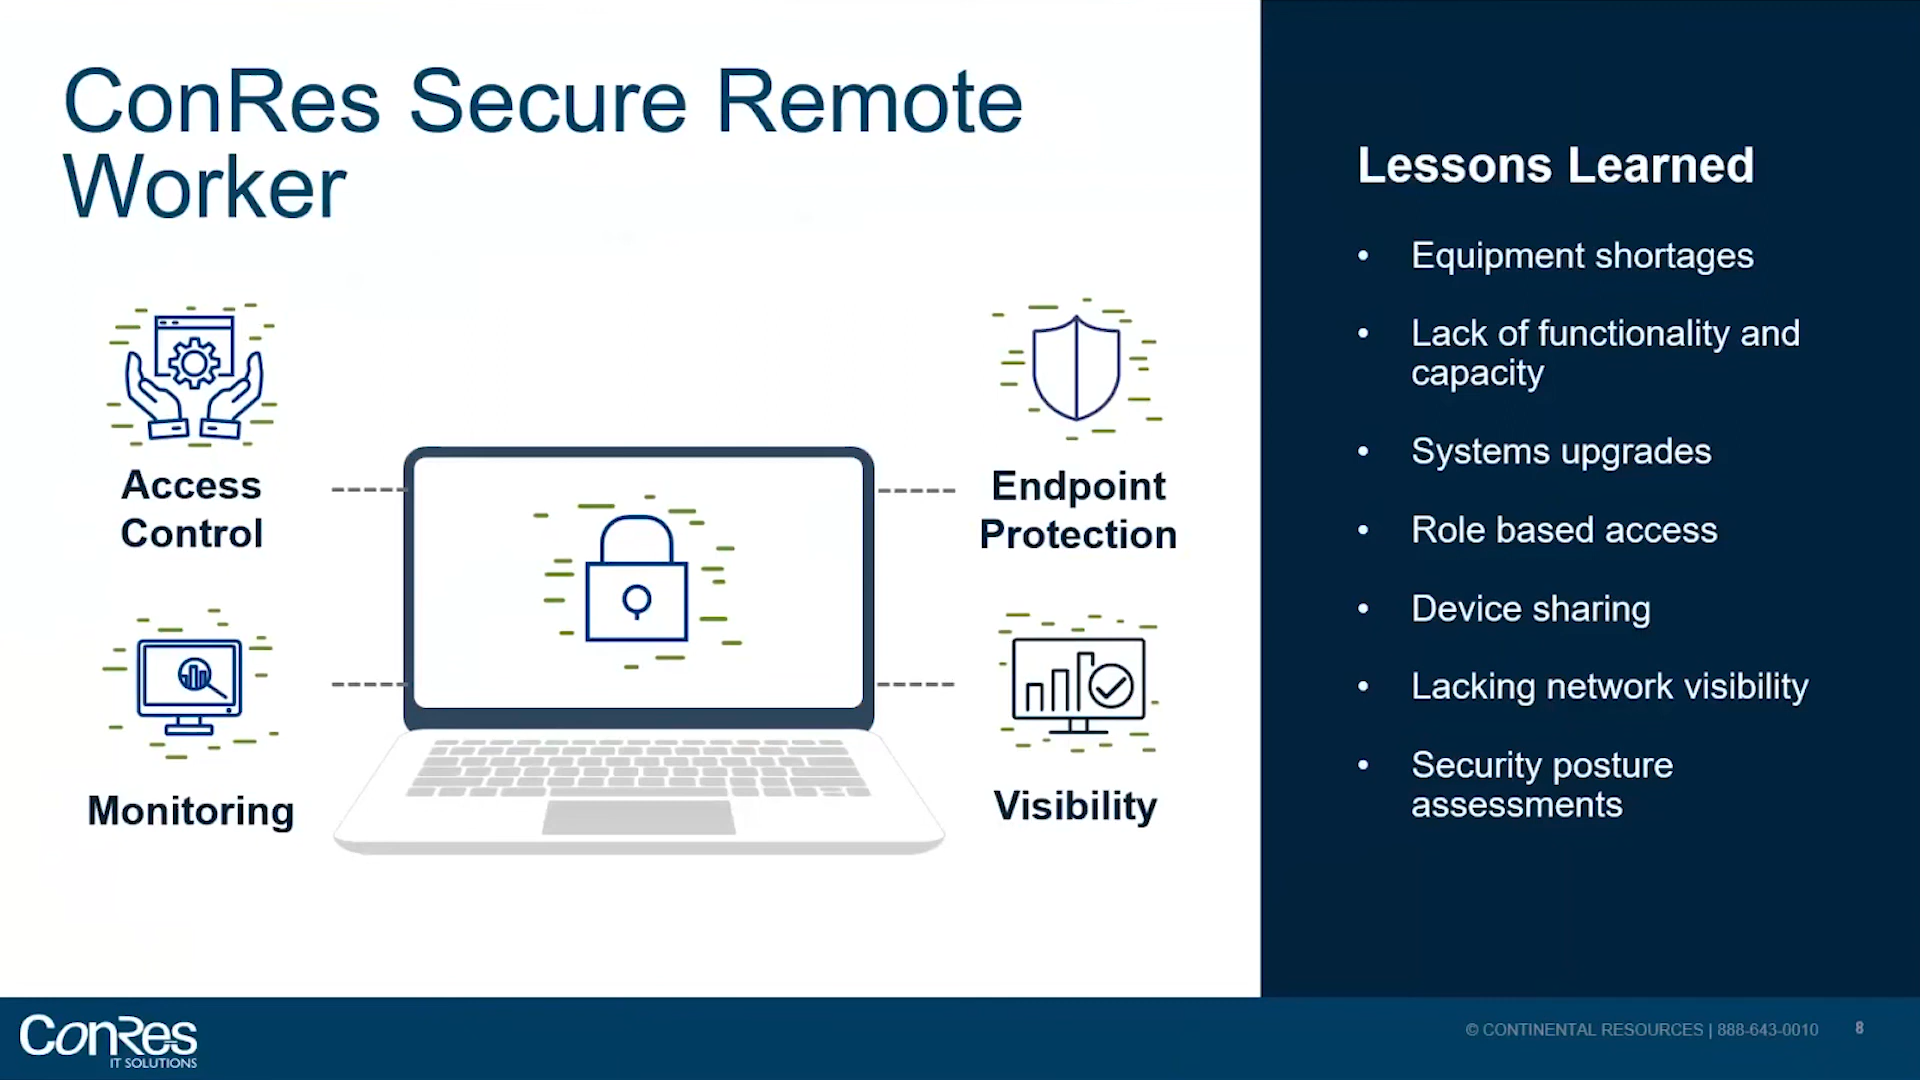 ConRes Secure Remote
Worker
Access
Control
Endpoint
Protection
Monitoring
Visibility
Lessons Learned
• Equipment shortages
• Lack of functionality and
capacity
• Systems upgrades
• Role based access
• Device sharing
• Lacking network visibility
• Security posture
assessments
ConRes
IT SOLUTIONS
© CONTINENTAL RESOURCES | 888-643-0010 8